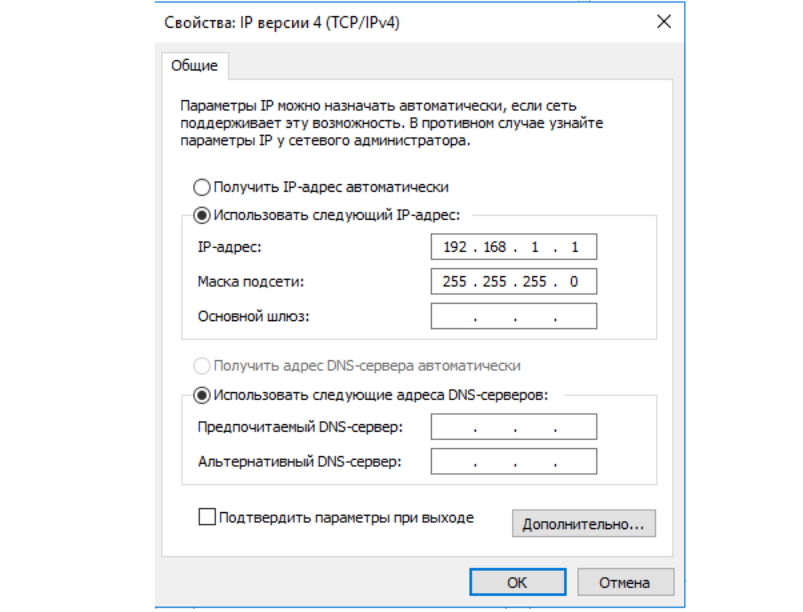 Свойства: IP версии 4 (TCP/IPv4)
Общие
Параметры IP можно назначать автоматически, если сеть
поддерживает эту возможность. В противном случае узнайте
параметры IP у сетевого администратора.
Получить IP-адрес автоматически
Использовать следующий IP-адрес:
IP-адрес: 192 . 168 . 1 . 1
Маска подсети: 255 . 255 . 255 . 0
Основной шлюз: . . .
Получить адрес DNS-сервера автоматически
Использовать следующие адреса DNS-серверов:
Предпочитаемый DNS-сервер: . . .
Альтернативный DNS-сервер: . . .
Подтвердить параметры при выходе
Дополнительно...
OK Отмена